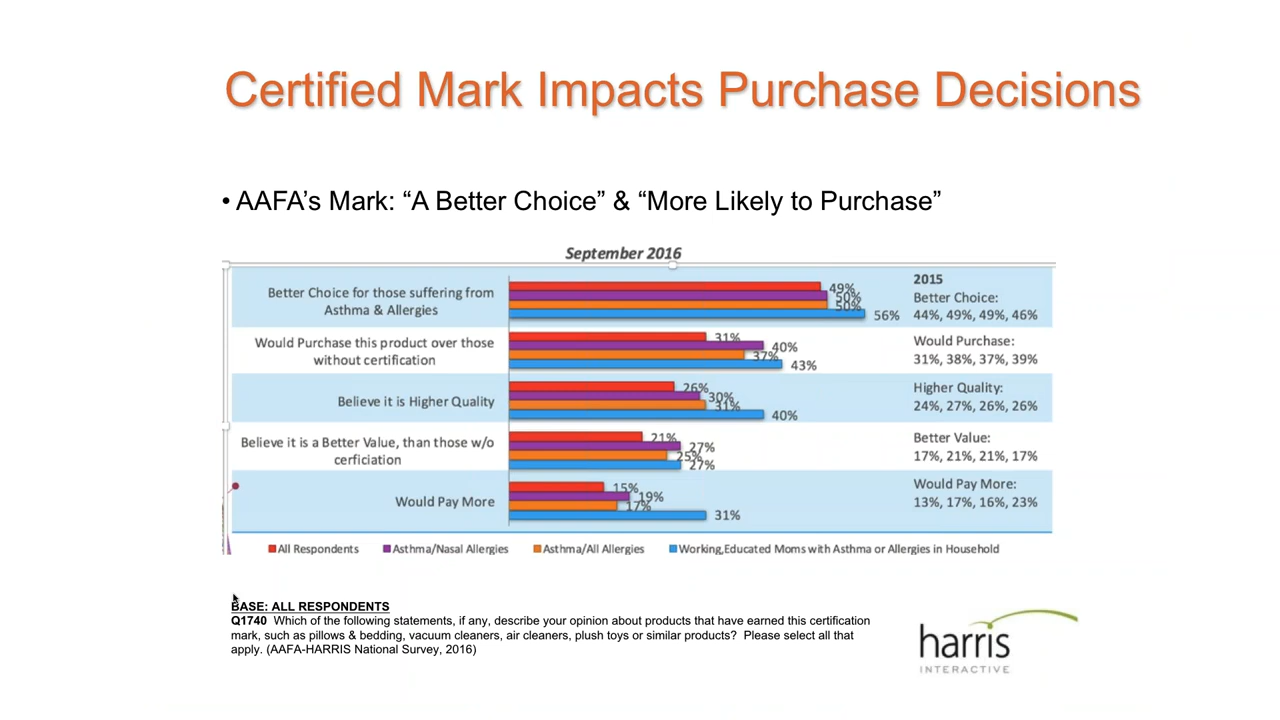 Certified Mark Impacts Purchase Decisions
• AAFA’s Mark: “A Better Choice” & “More Likely to Purchase”
September 2016
Better Choice for those suffering from
Asthma & Allergies
49%
50%
50%
56%
2015
Better Choice:
44%, 49%, 49%, 46%
Would Purchase this product over those
without certification
31%
40%
37%
43%
Would Purchase:
31%, 38%, 37%, 39%
Believe it is Higher Quality
26%
30%
31%
40%
Higher Quality:
24%, 27%, 26%, 26%
Believe it is a Better Value, than those w/o
cerficiation
21%
27%
25%
27%
Better Value:
17%, 21%, 21%, 17%
Would Pay More
15%
19%
17%
31%
Would Pay More:
13%, 17%, 16%, 23%
All Respondents Asthma/Nasal Allergies Asthma/All Allergies Working,Educated Moms with Asthma or Allergies in Household
BASE: ALL RESPONDENTS
Q1740 Which of the following statements, if any, describe your opinion about products that have earned this certification
mark, such as pillows & bedding, vacuum cleaners, air cleaners, plush toys or similar products? Please select all that
apply. (AAFA-HARRIS National Survey, 2016)
harris
INTERACTIVE